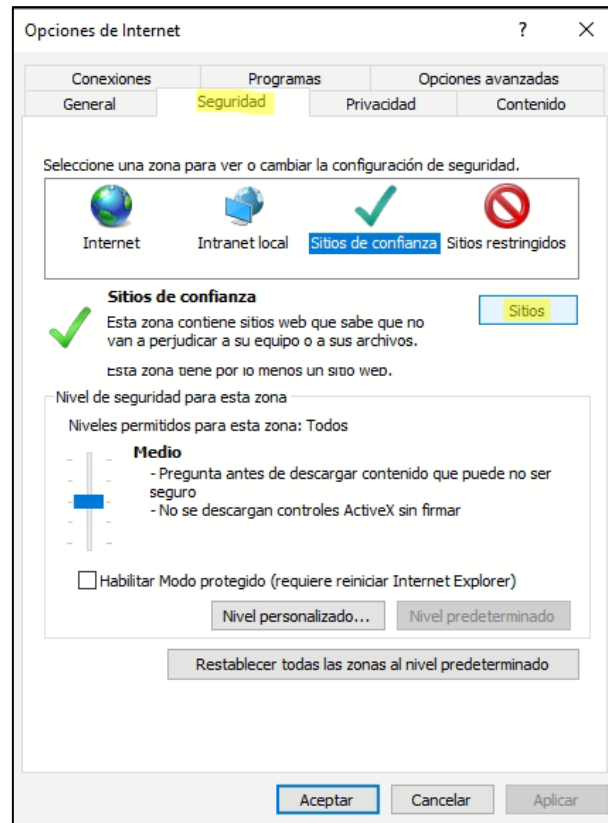 Opciones de Internet ? ×
Conexiones Programas Opciones avanzadas
General Seguridad Privacidad Contenido
Seleccione una zona para ver o cambiar la configuración de seguridad.
Internet Intranet local Sitios de confianza Sitios restringidos
Sitios de confianza
Sitios
Esta zona contiene sitios web que sabe que no
van a perjudicar a su equipo o a sus archivos.
Esta zona tiene por lo menos un sitio web.
Nivel de seguridad para esta zona
Niveles permitidos para esta zona: Todos
Medio
- Pregunta antes de descargar contenido que puede no ser
seguro
- No se descargan controles ActiveX sin firmar
Habilitar Modo protegido (requiere reiniciar Internet Explorer)
Nivel personalizado... Nivel predeterminado
Restablecer todas las zonas al nivel predeterminado
Aceptar Cancelar Aplicar